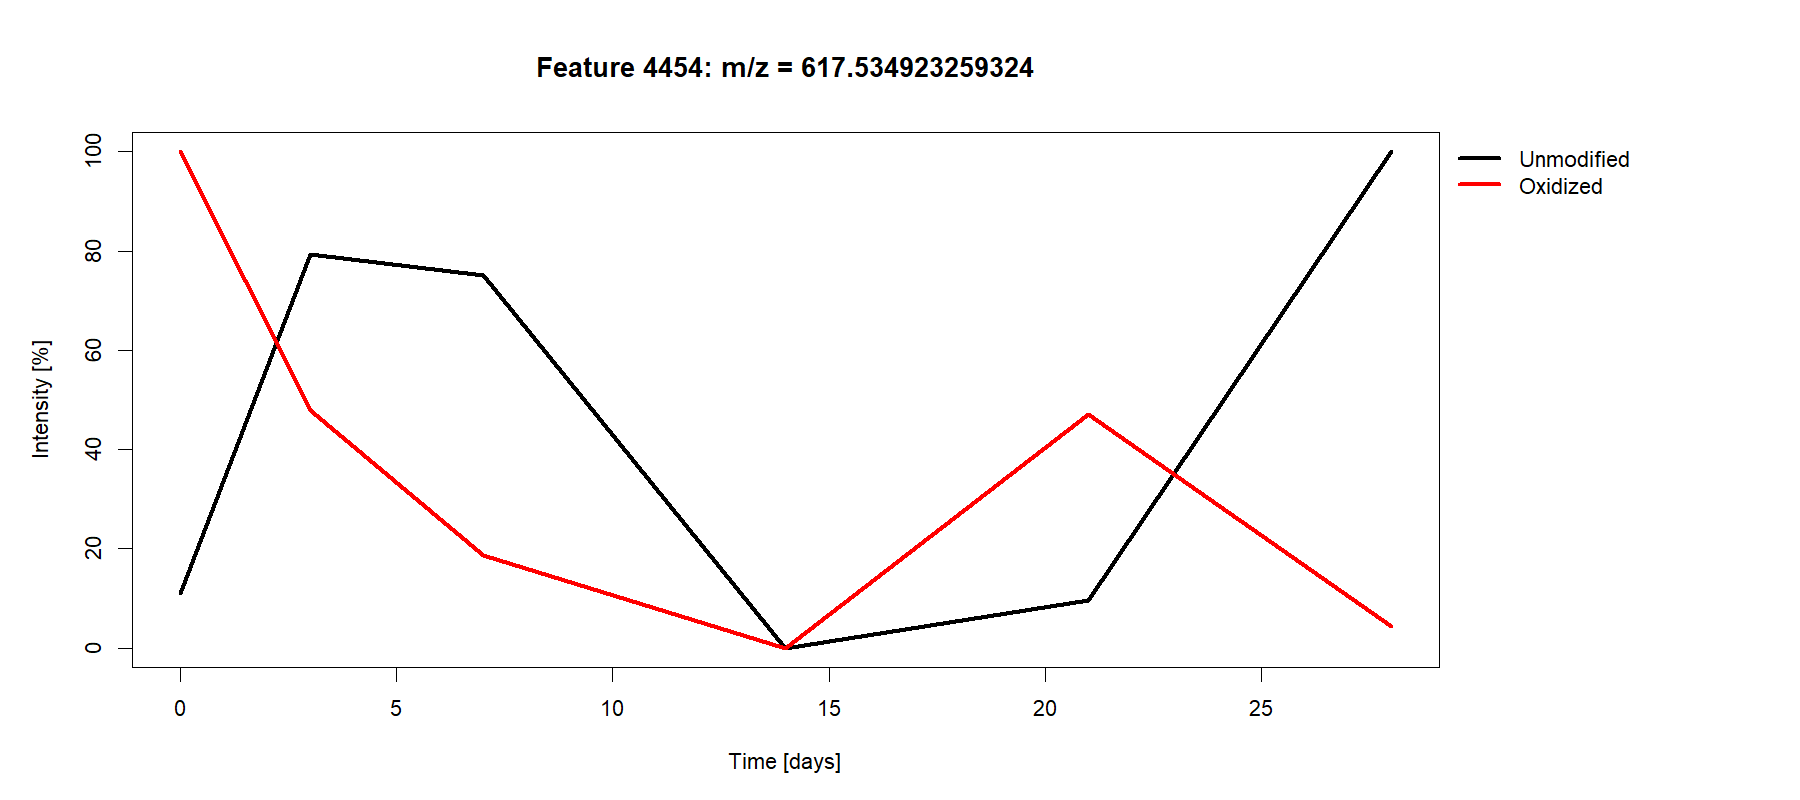 Feature 4454: m/z = 617.534923259324
Unmodified
Oxidized
Intensity [%]
100
80
60
40
20
0
0 5 10 15 20 25
Time [days]